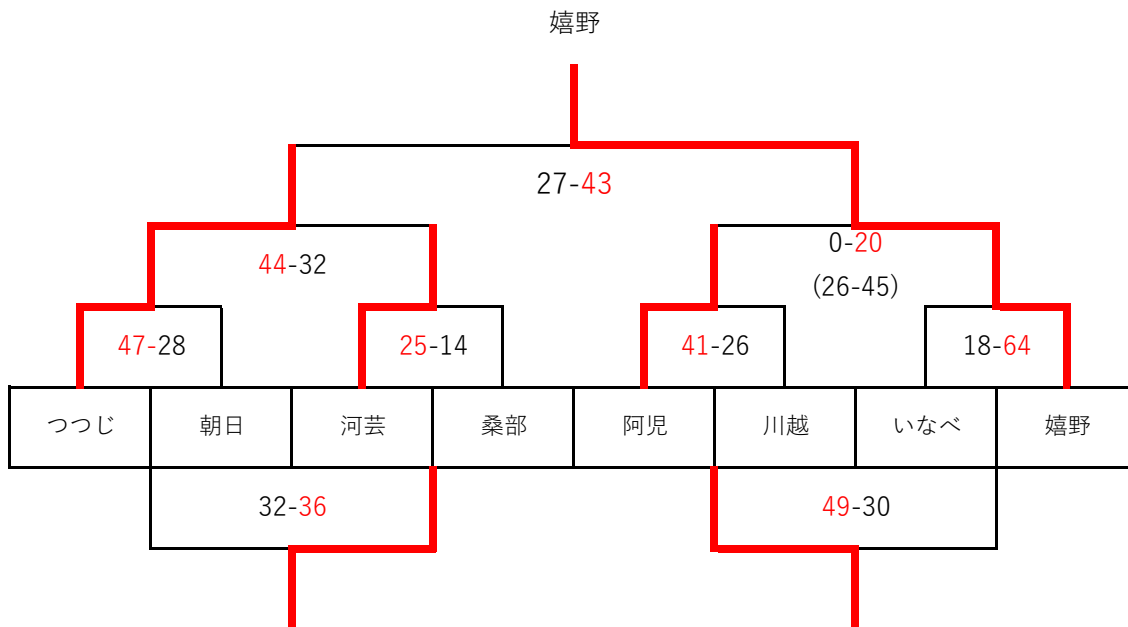 嬉野
27-43
44-32
0-20
(26-45)
47-28
25-14
41-26
18-64
つつじ
朝日
河芸
桑部
阿児
川越
いなべ
嬉野
32-36
49-30